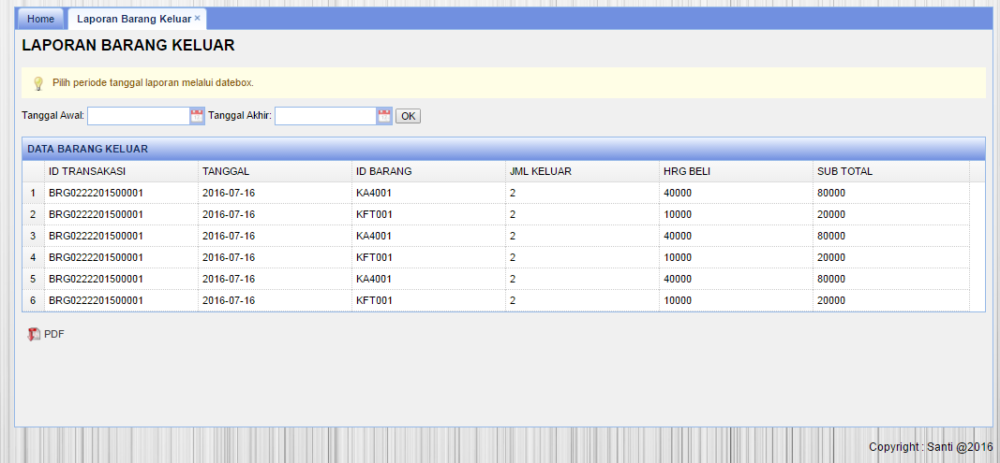 Home Laporan Barang Keluar ×
LAPORAN BARANG KELUAR
Pilih periode tanggal laporan melalui datebox.
Tanggal Awal: Tanggal Akhir: OK
DATA BARANG KELUAR
ID TRANSAKASI TANGGAL ID BARANG JML KELUAR HRG BELI SUB TOTAL
1 BRG0222201500001 2016-07-16 KA4001 2 40000 80000
2 BRG0222201500001 2016-07-16 KFT001 2 10000 20000
3 BRG0222201500001 2016-07-16 KA4001 2 40000 80000
4 BRG0222201500001 2016-07-16 KFT001 2 10000 20000
5 BRG0222201500001 2016-07-16 KA4001 2 40000 80000
6 BRG0222201500001 2016-07-16 KFT001 2 10000 20000
PDF
Copyright : Santi @2016